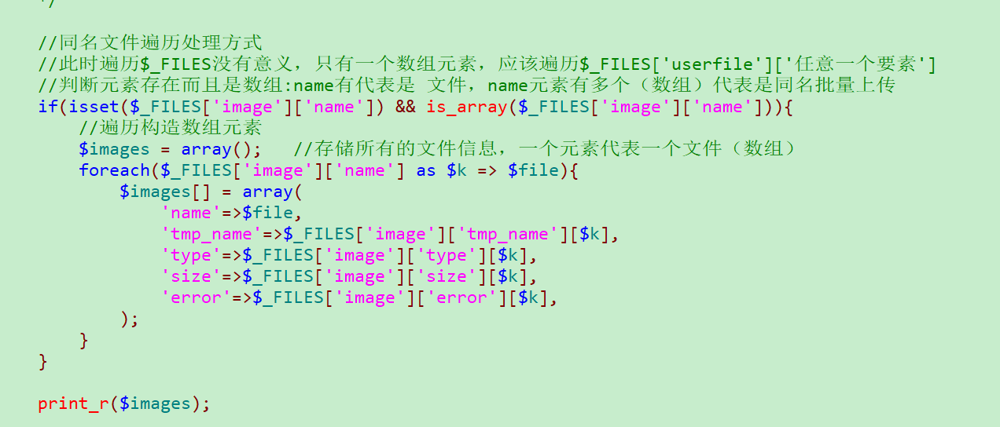 */
//同名文件遍历处理方式
//此时遍历$_FILES没有意义，只有一个数组元素，应该遍历$_FILES['userfile']['任意一个要素']
//判断元素存在而且是数组:name有代表是 文件，name元素有多个（数组）代表是同名批量上传
if(isset($_FILES['image']['name']) && is_array($_FILES['image']['name'])){
    //遍历构造数组元素
    $images = array();   //存储所有的文件信息，一个元素代表一个文件（数组）
    foreach($_FILES['image']['name'] as $k => $file){
        $images[] = array(
            'name'=>$file,
            'tmp_name'=>$_FILES['image']['tmp_name'][$k],
            'type'=>$_FILES['image']['type'][$k],
            'size'=>$_FILES['image']['size'][$k],
            'error'=>$_FILES['image']['error'][$k],
        );
    }
}
print_r($images);